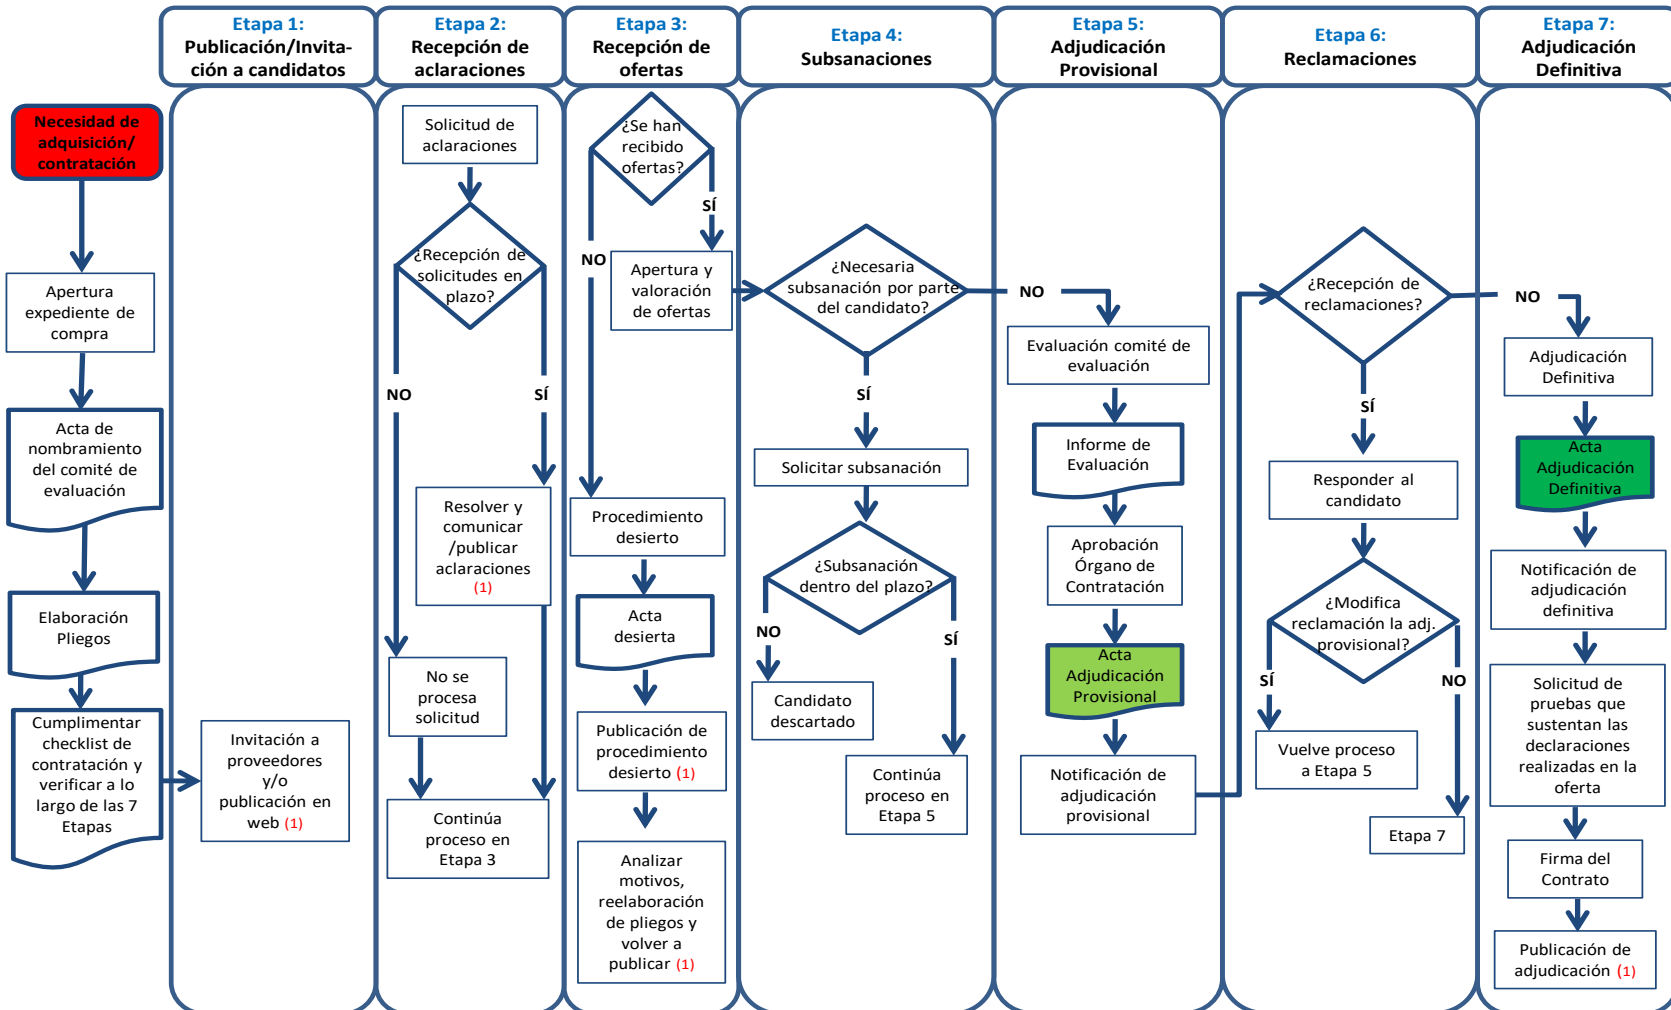 Etapa 1:
Publicación/Invita-
ción a candidatos
Etapa 2:
Recepción de
aclaraciones
Etapa 3:
Recepción de
ofertas
Etapa 4:
Subsanaciones
Etapa 5:
Adjudicación
Provisional
Etapa 6:
Reclamaciones
Etapa 7:
Adjudicación
Definitiva
Necesidad de
adquisición/
contratación
Apertura
expediente de
compra
Acta de
nombramiento
del comité de
evaluación
Elaboración
Pliegos
Cumplimentar
checklist de
contratación y
verificar a lo
largo de las 7
Etapas
Invitación a
proveedores
y/o
publicación en
web (1)
Solicitud de
aclaraciones
¿Recepción de
solicitudes en
plazo?
NO
SÍ
Resolver y
comunicar
/publicar
aclaraciones
(1)
No se
procesa
solicitud
Continúa
proceso en
Etapa 3
¿Se han
recibido
ofertas?
SÍ
NO
Apertura y
valoración
de ofertas
Procedimiento
desierto
Acta
desierta
Publicación de
procedimiento
desierto (1)
Analizar
motivos,
reelaboración
de pliegos y
volver a
publicar (1)
¿Necesaria
subsanación por parte
del candidato?
SÍ
Solicitar subsanación
¿Subsanación
dentro del plazo?
NO
SÍ
Candidato
descartado
Continúa
proceso en
Etapa 5
NO
Evaluación comité de
evaluación
Informe de
Evaluación
Aprobación
Órgano de
Contratación
Acta
Adjudicación
Provisional
Notificación de
adjudicación
provisional
¿Recepción de
reclamaciones?
SÍ
Responder al
candidato
¿Modifica
reclamación la adj.
provisional?
SÍ
NO
Vuelve proceso
a Etapa 5
Etapa 7
NO
Adjudicación
Definitiva
Acta
Adjudicación
Definitiva
Notificación de
adjudicación
definitiva
Solicitud de
pruebas que
sustentan las
declaraciones
realizadas en la
oferta
Firma del
Contrato
Publicación de
adjudicación (1)